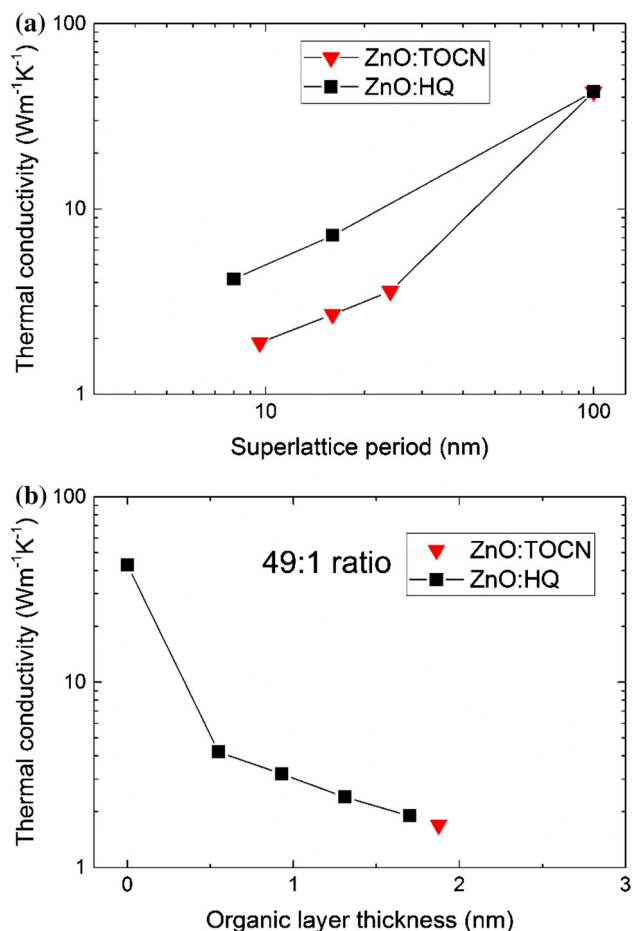 (a)
100
ZnO:TOCN
ZnO:HQ
10
1
Thermal conductivity (Wm⁻¹K⁻¹)
10
100
Superlattice period (nm)
(b)
100
49:1 ratio
ZnO:TOCN
ZnO:HQ
10
1
Thermal conductivity (Wm⁻¹K⁻¹)
0
1
2
3
Organic layer thickness (nm)